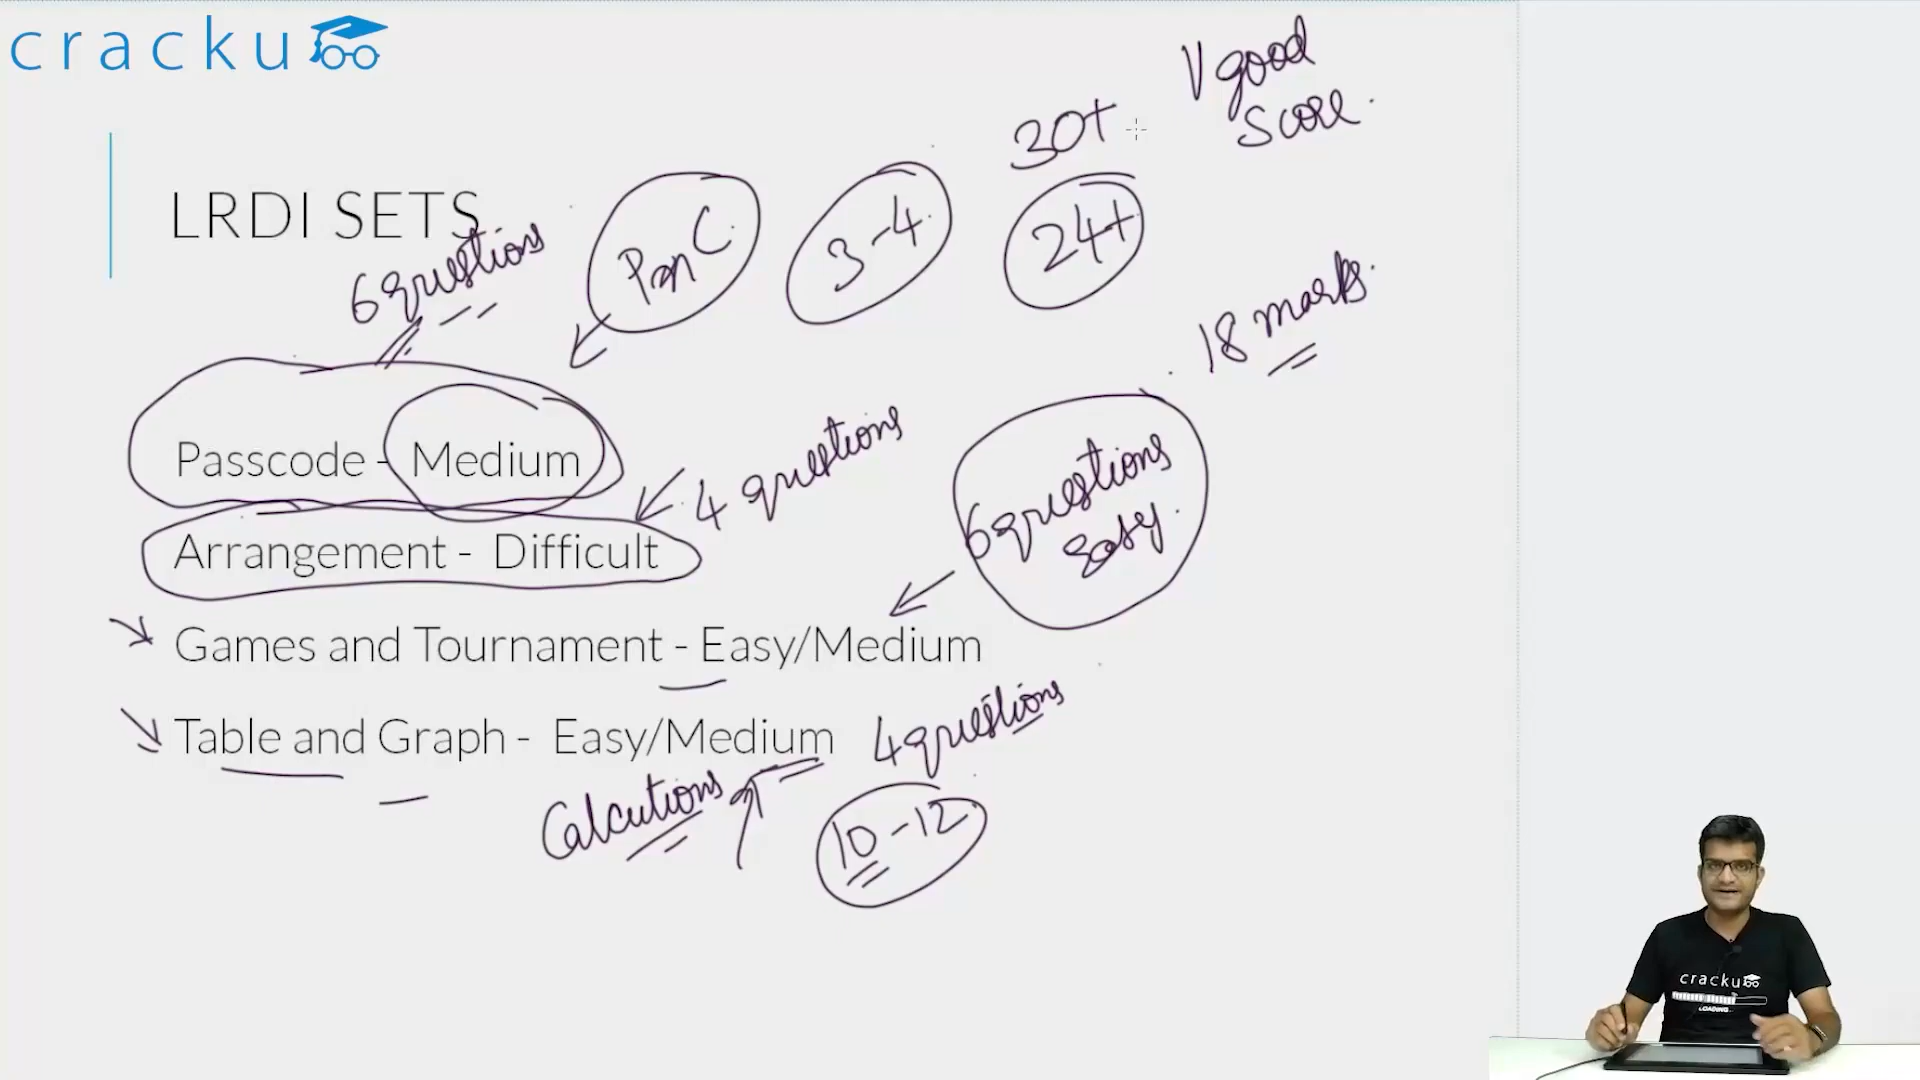 cracku
V good
Score.
30+
LRDI SETS
6 questions
PnC
3-4
24+
18 marks.
Passcode - Medium
4 questions
6 questions
easy.
Arrangement - Difficult
Games and Tournament - Easy/Medium
Table and Graph - Easy/Medium
4 questions
Calcutions
10-12
cracku
LOADING...